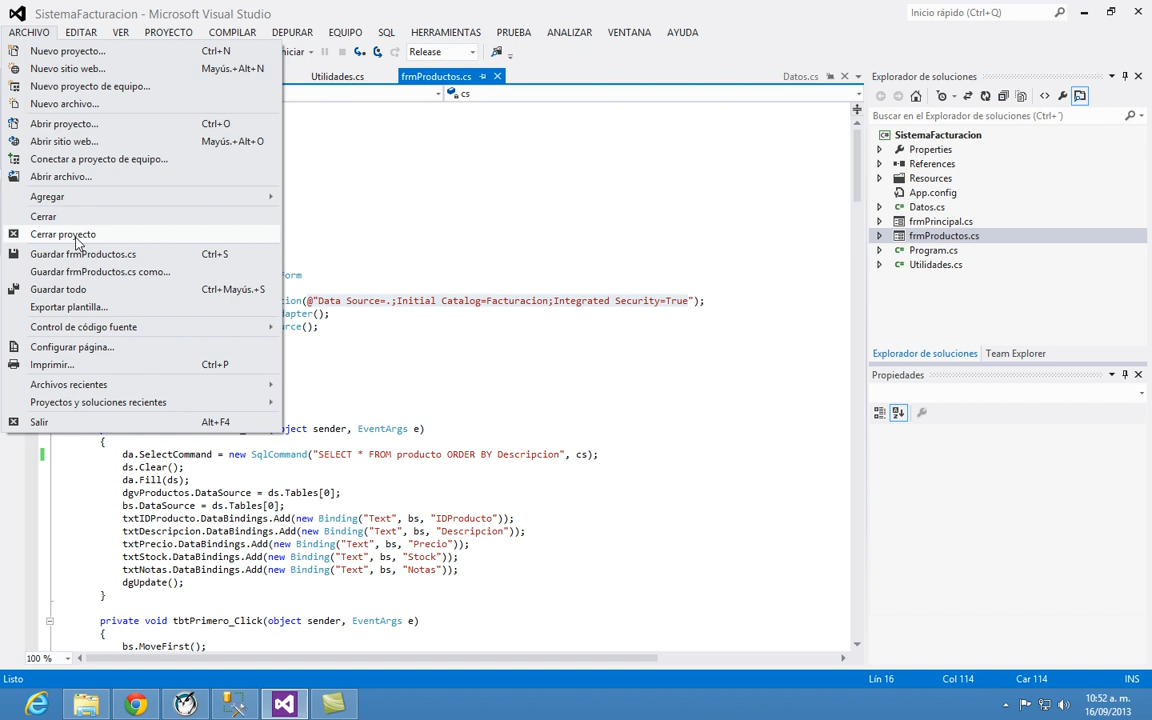 SistemaFacturacion - Microsoft Visual Studio
Inicio rápido (Ctrl+Q)
ARCHIVO EDITAR VER PROYECTO COMPILAR DEPURAR EQUIPO SQL HERRAMIENTAS PRUEBA ANALIZAR VENTANA AYUDA
Nuevo proyecto... Ctrl+N
niciar Release
Nuevo sitio web... Mayús.+Alt+N
Utilidades.cs frmProductos.cs Datos.cs Explorador de soluciones
Nuevo proyecto de equipo...
cs
Nuevo archivo...
Buscar en el Explorador de soluciones (Ctrl+´)
Abrir proyecto... Ctrl+O
SistemaFacturacion
Abrir sitio web... Mayús.+Alt+O
Properties
Conectar a proyecto de equipo...
References
Abrir archivo...
Resources
Agregar
App.config
Datos.cs
Cerrar
frmPrincipal.cs
Cerrar proyecto
frmProductos.cs
Guardar frmProductos.cs Ctrl+S
Program.cs
Guardar frmProductos.cs como...
Utilidades.cs
orm
Guardar todo Ctrl+Mayús.+S
ion(@"Data Source=.;Initial Catalog=Facturacion;Integrated Security=True");
Exportar plantilla...
dapter();
Control de código fuente
urce();
Configurar página...
Explorador de soluciones Team Explorer
Imprimir... Ctrl+P
Propiedades
Archivos recientes
Proyectos y soluciones recientes
Salir Alt+F4
bject sender, EventArgs e)
{
da.SelectCommand = new SqlCommand("SELECT * FROM producto ORDER BY Descripcion", cs);
ds.Clear();
da.Fill(ds);
dgvProductos.DataSource = ds.Tables[0];
bs.DataSource = ds.Tables[0];
txtIDProducto.DataBindings.Add(new Binding("Text", bs, "IDProducto"));
txtDescripcion.DataBindings.Add(new Binding("Text", bs, "Descripcion"));
txtPrecio.DataBindings.Add(new Binding("Text", bs, "Precio"));
txtStock.DataBindings.Add(new Binding("Text", bs, "Stock"));
txtNotas.DataBindings.Add(new Binding("Text", bs, "Notas"));
dgUpdate();
}
private void tbtPrimero_Click(object sender, EventArgs e)
{
bs.MoveFirst();
100 %
Listo Lín 16 Col 114 Car 114 INS
10:52 a. m.
16/09/2013